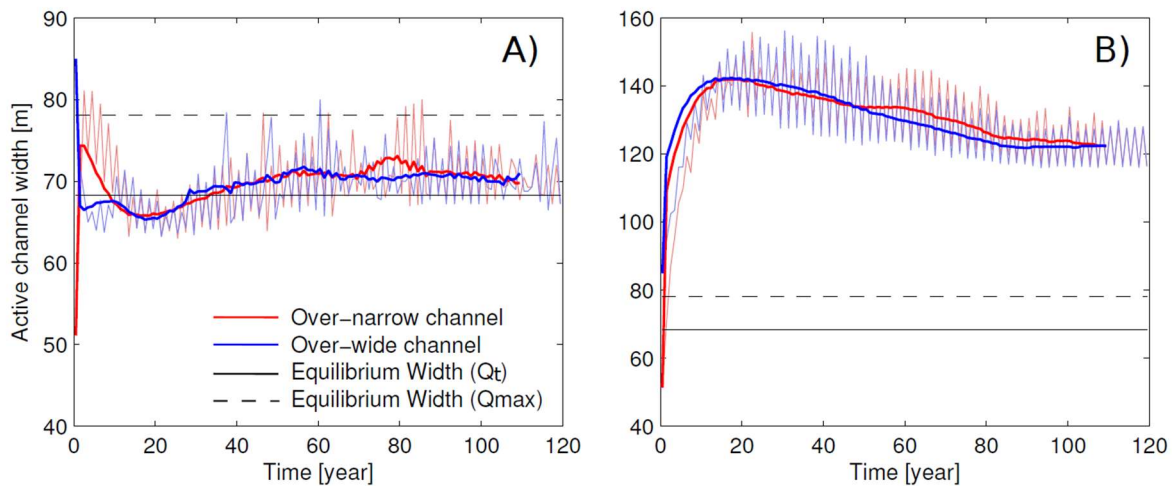 A)
B)
Active channel width [m]
90
80
70
60
50
40
0 20 40 60 80 100 120
Time [year]
Over-narrow channel
Over-wide channel
Equilibrium Width (Qt)
Equilibrium Width (Qmax)
160
140
120
100
80
60
40
0 20 40 60 80 100 120
Time [year]